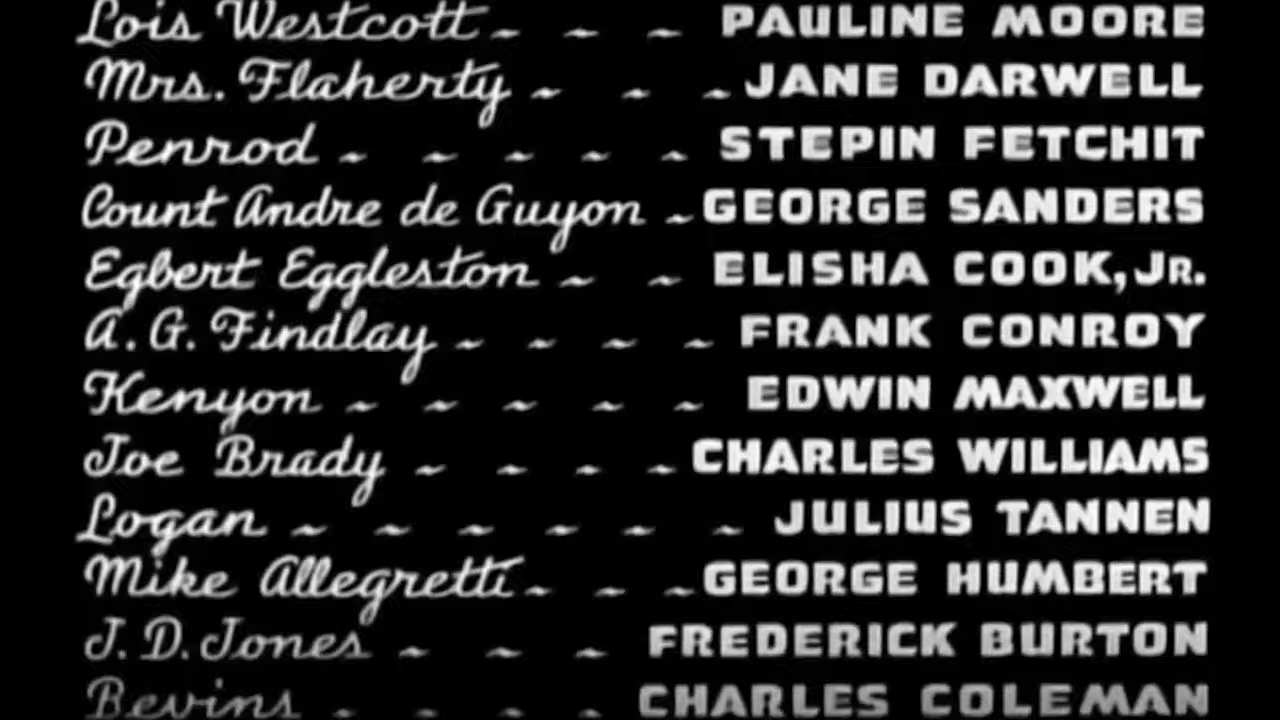 Lois Westcott ~ ~ ~ PAULINE MOORE
Mrs. Flaherty ~ ~ ~ JANE DARWELL
Penrod ~ ~ ~ ~ ~ STEPIN FETCHIT
Count Andre de Guyon ~ GEORGE SANDERS
Egbert Eggleston ~ ~ ELISHA COOK, JR.
A. G. Findlay ~ ~ ~ ~ FRANK CONROY
Kenyon ~ ~ ~ ~ ~ EDWIN MAXWELL
Joe Brady ~ ~ ~ ~ CHARLES WILLIAMS
Logan ~ ~ ~ ~ ~ ~ JULIUS TANNEN
Mike Allegretti ~ ~ ~ GEORGE HUMBERT
J. D. Jones ~ ~ ~ FREDERICK BURTON
Bevins ~ ~ ~ ~ CHARLES COLEMAN